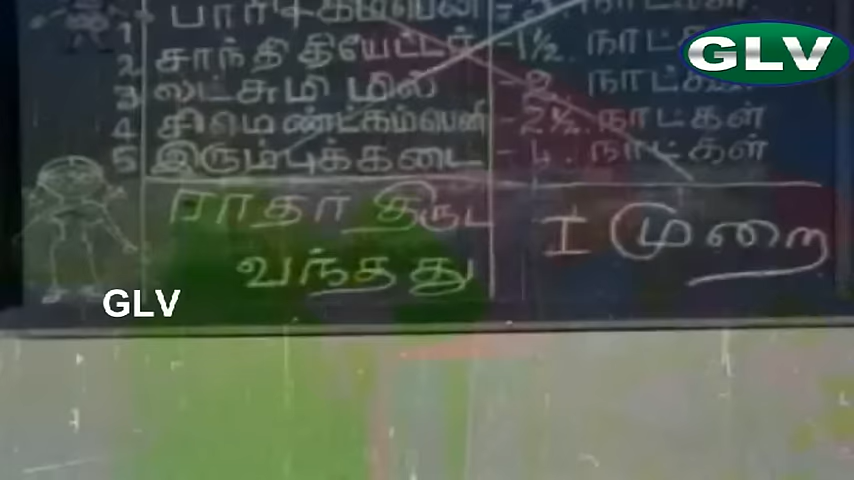 GLV
1 பார்சல்கம்பெனி
2 சாந்தி தியேட்டர் -1½. நாட்கள்
3 லட்சுமி மில் - 2. நாட்கள்
4 சிமெண்ட்கம்பெனி -2½. நாட்கள்
5 இரும்புக்கடை - 4. நாட்கள்
ராதா திருட
வந்தது I முறை
GLV